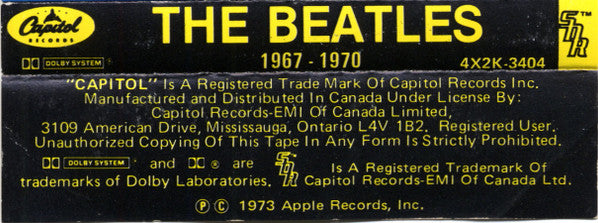 Capitol
RECORDS
THE BEATLES
SDR
DOLBY SYSTEM
1967 - 1970
4X2K-3404
"CAPITOL" Is A Registered Trade Mark Of Capitol Records Inc.
Manufactured and Distributed In Canada Under License By:
Capitol Records-EMI Of Canada Limited,
3109 American Drive, Mississauga, Ontario L4V 1B2. Registered User.
Unauthorized Copying Of This Tape In Any Form Is Strictly Prohibited.
DOLBY SYSTEM and ® are SDR Is A Registered Trademark Of
trademarks of Dolby Laboratories. Capitol Records-EMI Of Canada Ltd.
Ⓟ © 1973 Apple Records, Inc.